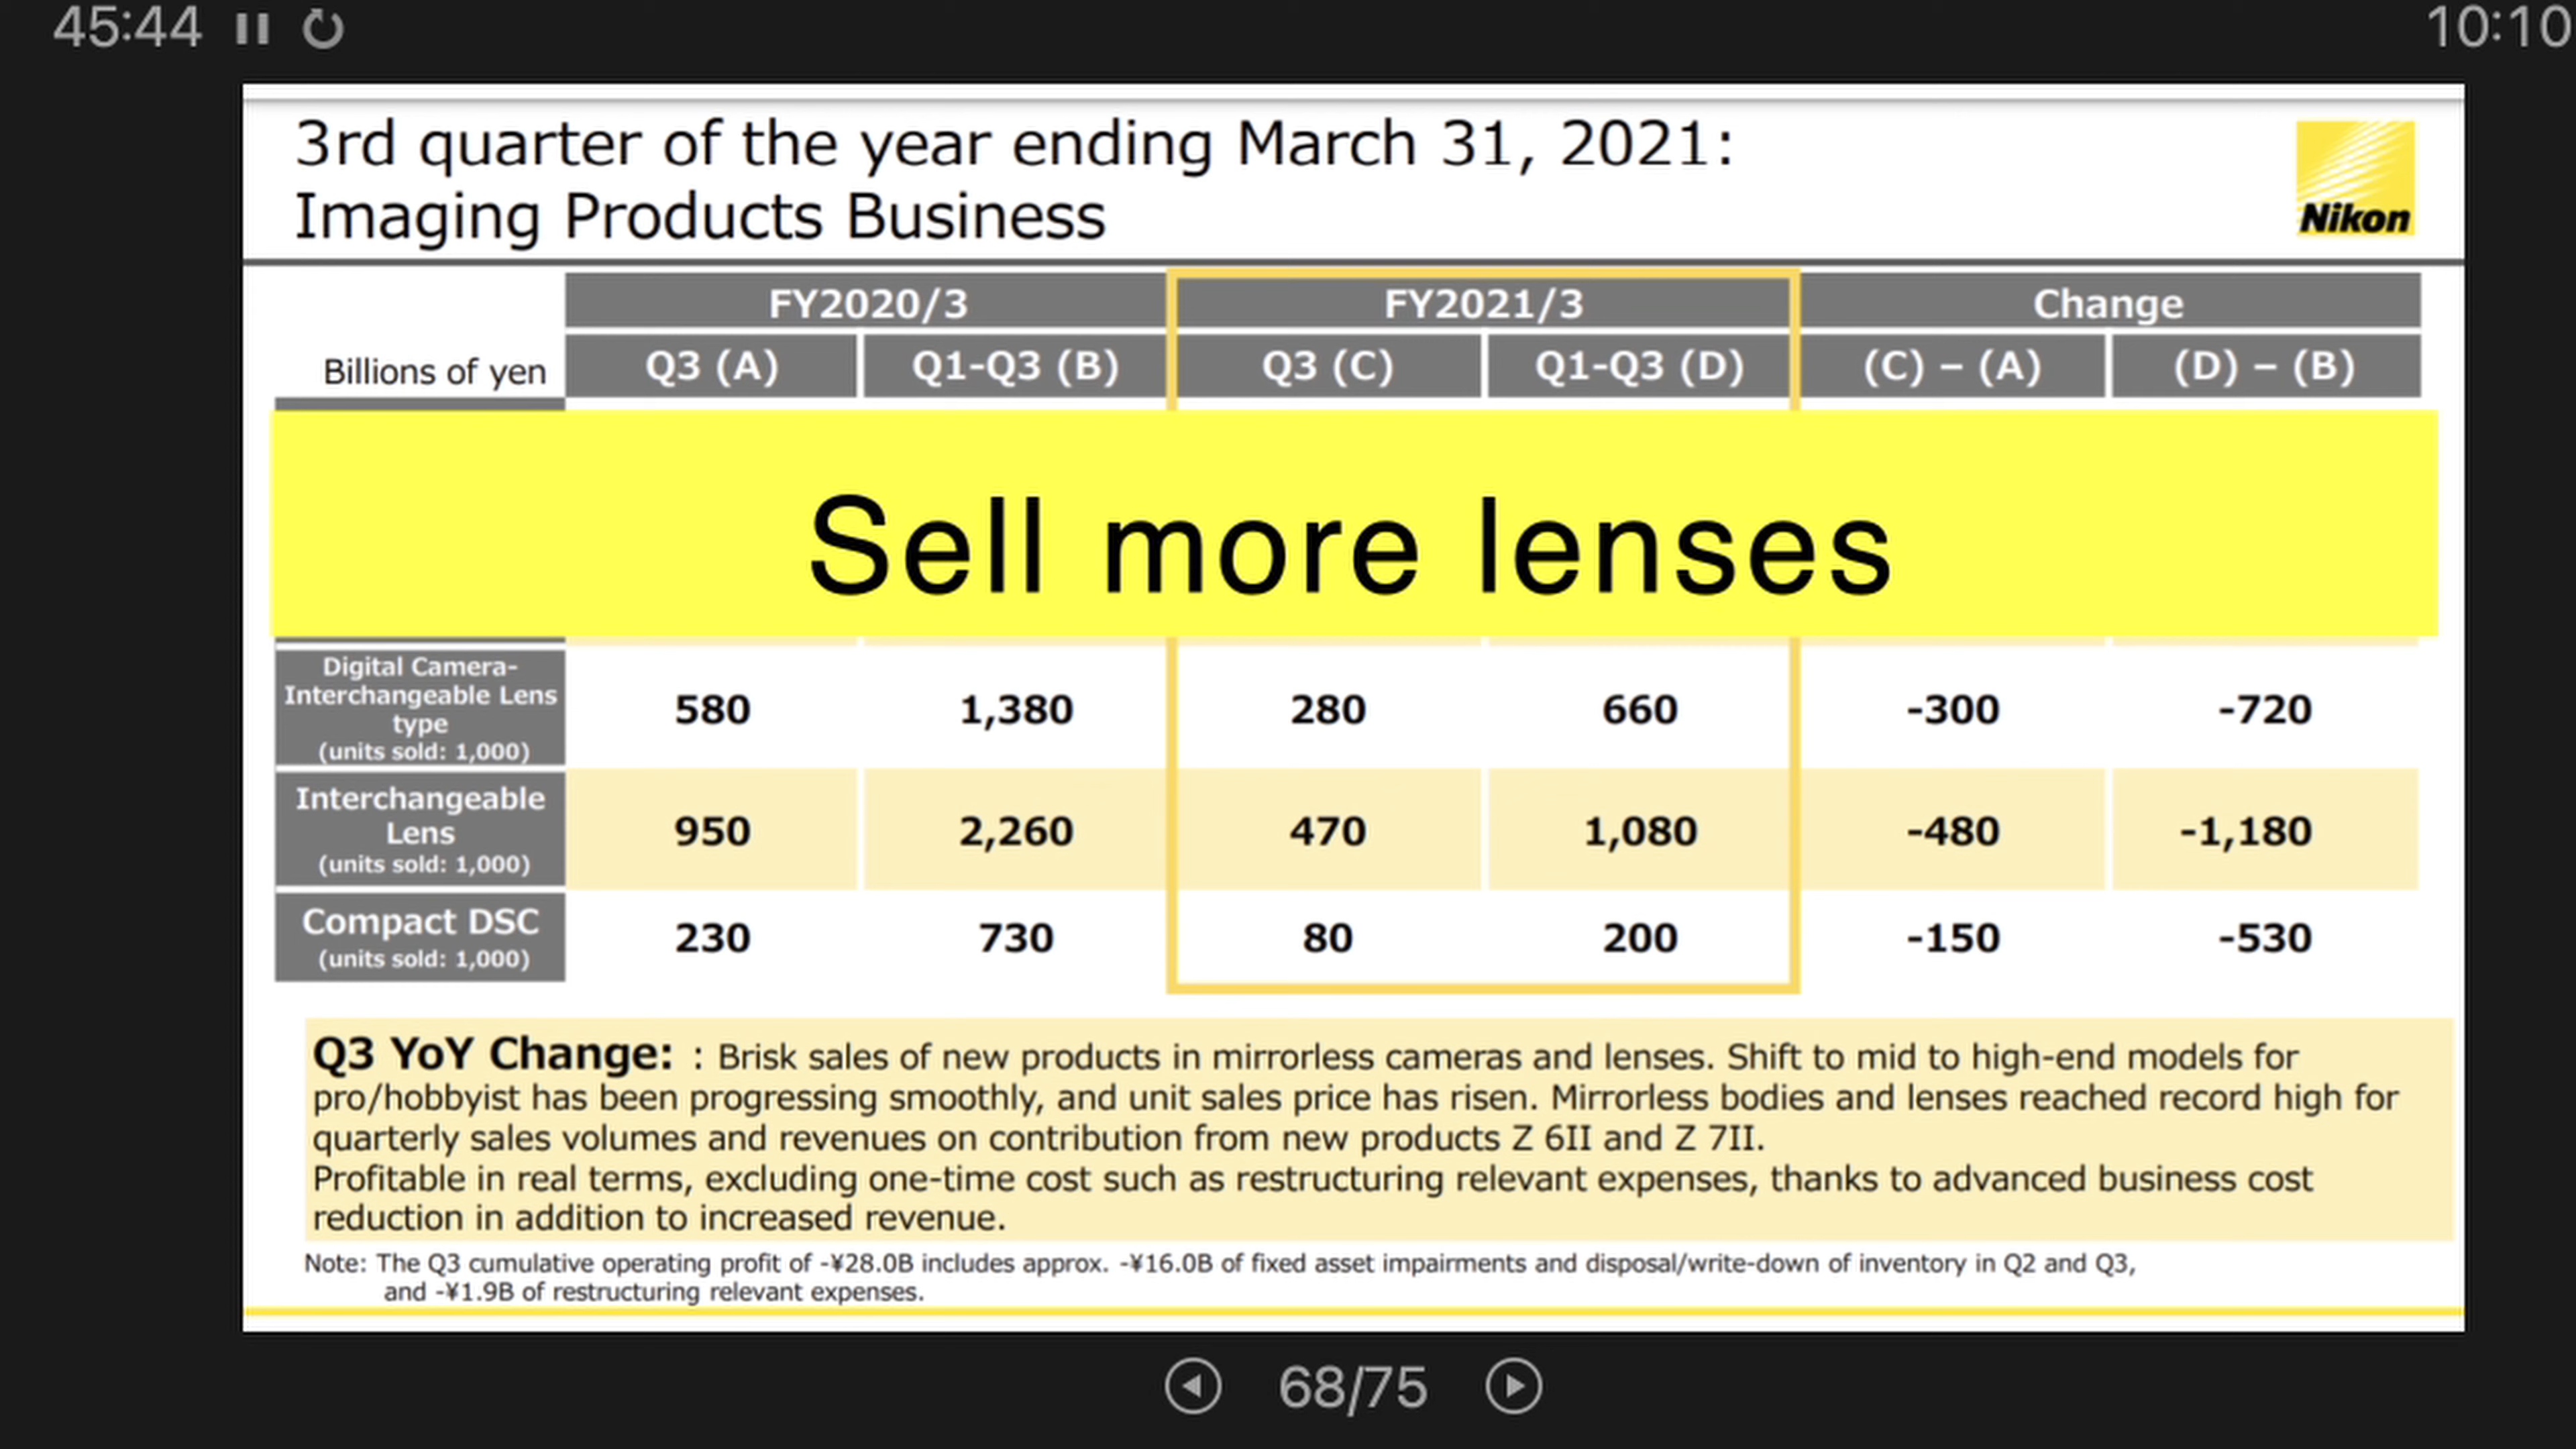 45:44
10:10
3rd quarter of the year ending March 31, 2021:
Imaging Products Business
Nikon
FY2020/3 FY2021/3 Change
Billions of yen Q3 (A) Q1-Q3 (B) Q3 (C) Q1-Q3 (D) (C) – (A) (D) – (B)
Sell more lenses
Digital Camera-
Interchangeable Lens
type
(units sold: 1,000)
580 1,380 280 660 -300 -720
Interchangeable
Lens
(units sold: 1,000)
950 2,260 470 1,080 -480 -1,180
Compact DSC
(units sold: 1,000)
230 730 80 200 -150 -530
Q3 YoY Change: : Brisk sales of new products in mirrorless cameras and lenses. Shift to mid to high-end models for
pro/hobbyist has been progressing smoothly, and unit sales price has risen. Mirrorless bodies and lenses reached record high for
quarterly sales volumes and revenues on contribution from new products Z 6II and Z 7II.
Profitable in real terms, excluding one-time cost such as restructuring relevant expenses, thanks to advanced business cost
reduction in addition to increased revenue.
Note: The Q3 cumulative operating profit of -¥28.0B includes approx. -¥16.0B of fixed asset impairments and disposal/write-down of inventory in Q2 and Q3,
and -¥1.9B of restructuring relevant expenses.
68/75